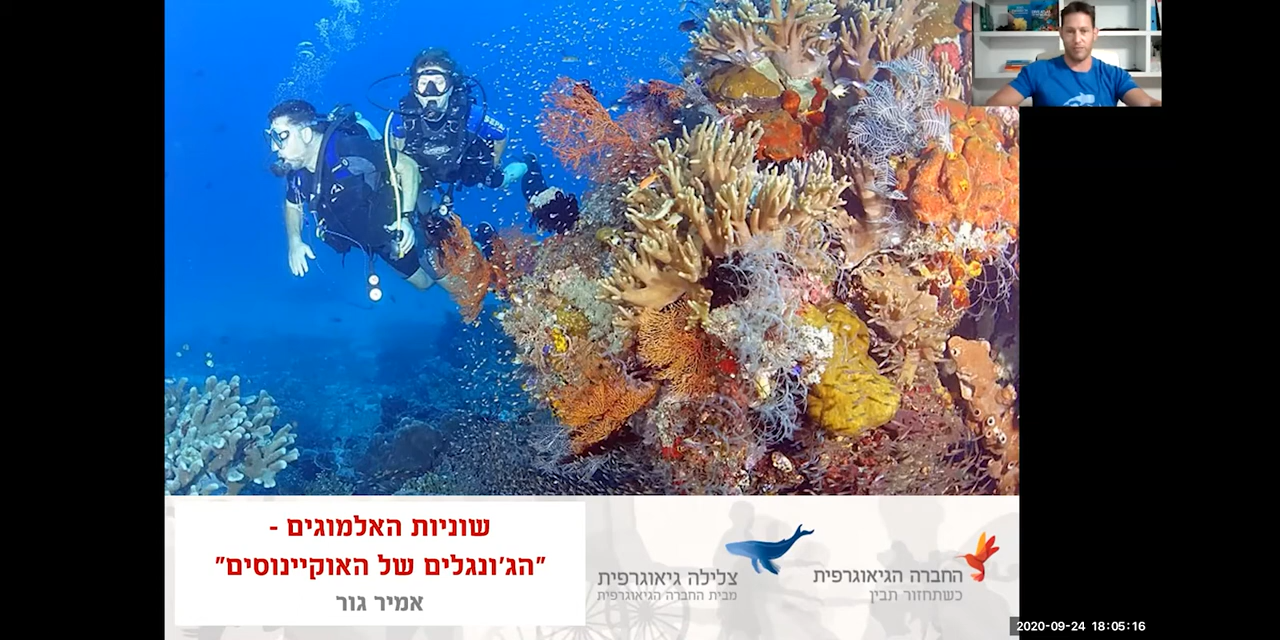 שוניות האלמוגים -
"הג'ונגלים של האוקיינוסים"
אמיר גור
צלילה גיאוגרפית
מבית החברה הגיאוגרפית
החברה הגיאוגרפית
כשתחזור תבין
2020-09-24 18:05:16